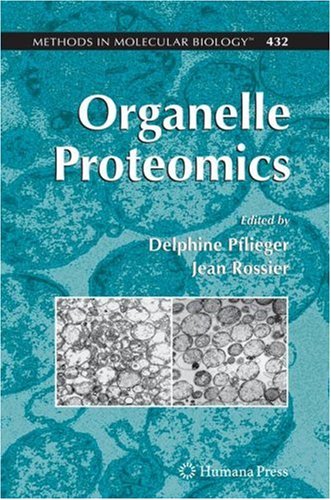 METHODS IN MOLECULAR BIOLOGY™ 432
Organelle
Proteomics
Edited by
Delphine Pflieger
Jean Rossier
Humana Press